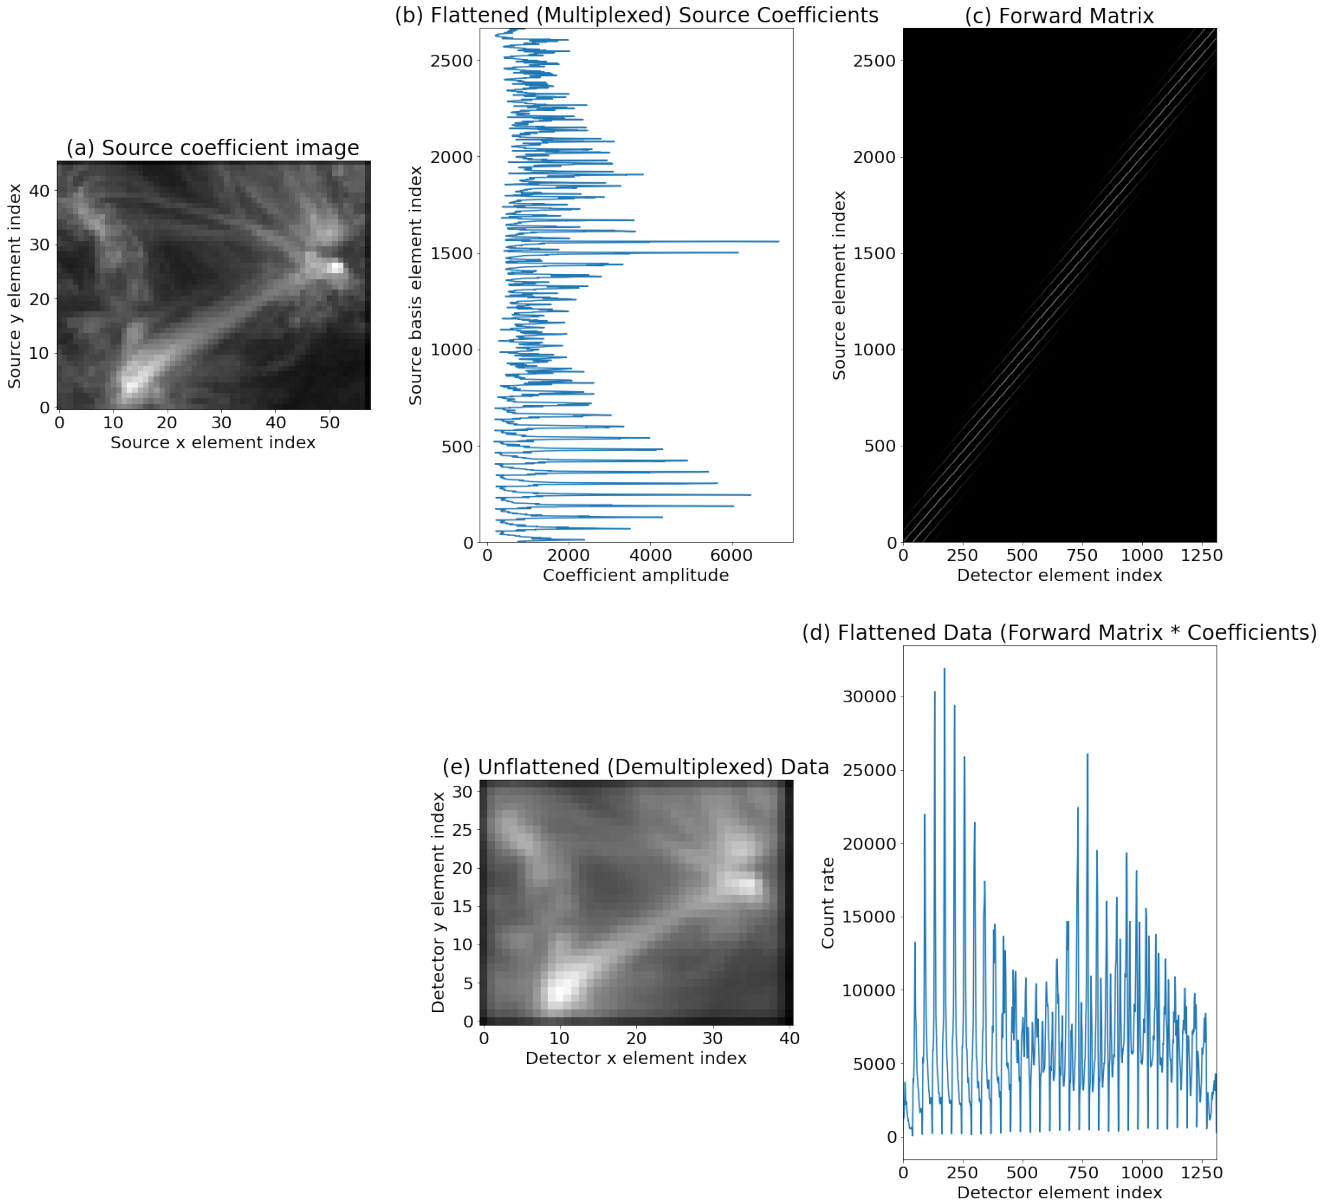 (b) Flattened (Multiplexed) Source Coefficients
(c) Forward Matrix
(a) Source coefficient image
40
30
20
10
0
Source y element index
0 10 20 30 40 50
Source x element index
2500
2000
1500
1000
500
0
Source basis element index
0 2000 4000 6000
Coefficient amplitude
2500
2000
1500
1000
500
0
Source element index
0 250 500 750 1000 1250
Detector element index
(d) Flattened Data (Forward Matrix * Coefficients)
(e) Unflattened (Demultiplexed) Data
30
25
20
15
10
5
0
Detector y element index
0 10 20 30 40
Detector x element index
30000
25000
20000
15000
10000
5000
0
Count rate
0 250 500 750 1000 1250
Detector element index